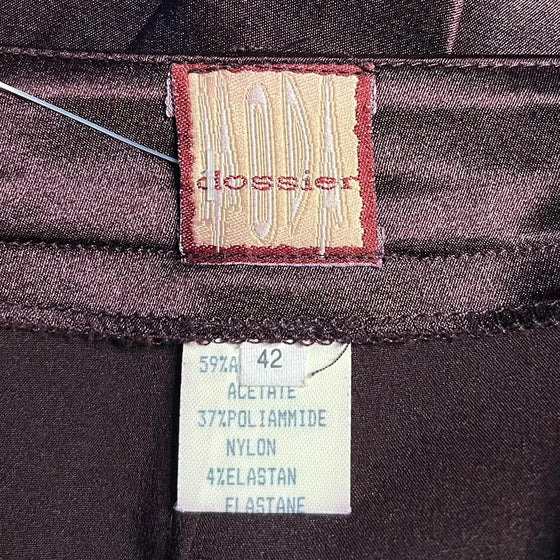 MODA
dossier
42
59%A
ACETATE
37%POLIAMMIDE
NYLON
4%ELASTAN
ELASTANE